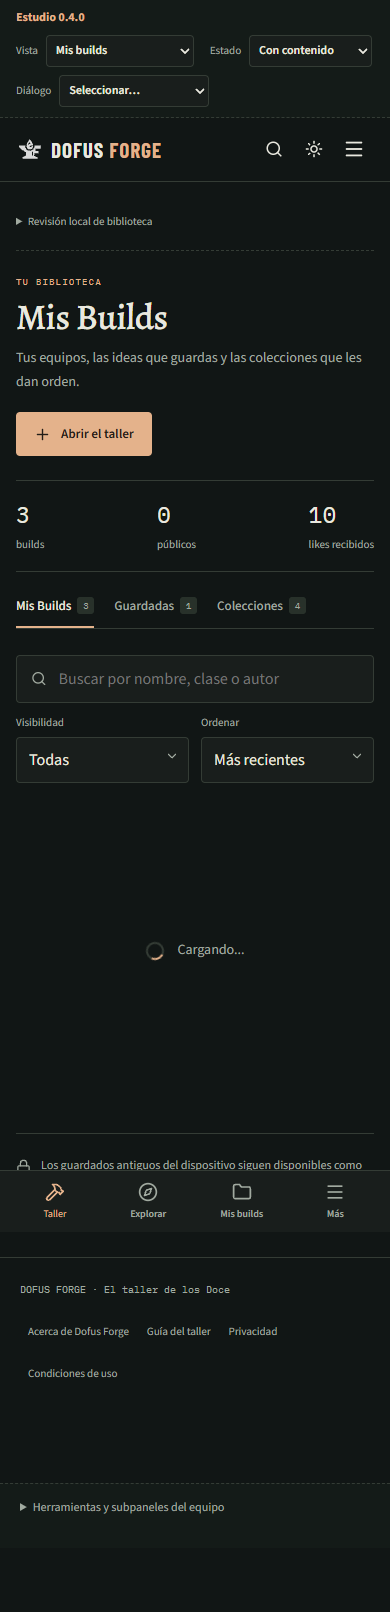 Estudio 0.4.0
Vista Mis builds Estado Con contenido
Diálogo Seleccionar...
DOFUS FORGE
Revisión local de biblioteca
TU BIBLIOTECA
Mis Builds
Tus equipos, las ideas que guardas y las colecciones que les
dan orden.
Abrir el taller
3 0 10
builds públicos likes recibidos
Mis Builds 3 Guardadas 1 Colecciones 4
Buscar por nombre, clase o autor
Visibilidad Ordenar
Todas Más recientes
Cargando...
Los guardados antiguos del dispositivo siguen disponibles como
Taller Explorar Mis builds Más
DOFUS FORGE · El taller de los Doce
Acerca de Dofus Forge Guía del taller Privacidad
Condiciones de uso
Herramientas y subpaneles del equipo